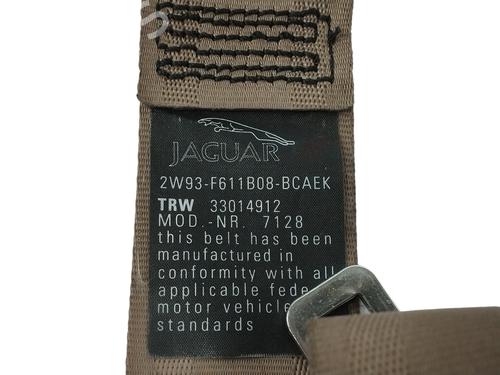 JAGUAR
2W93-F611B08-BCAEK
TRW 33014912
MOD.-NR. 7128
this belt has been
manufactured in
conformity with all
applicable fede
motor vehicle
standards